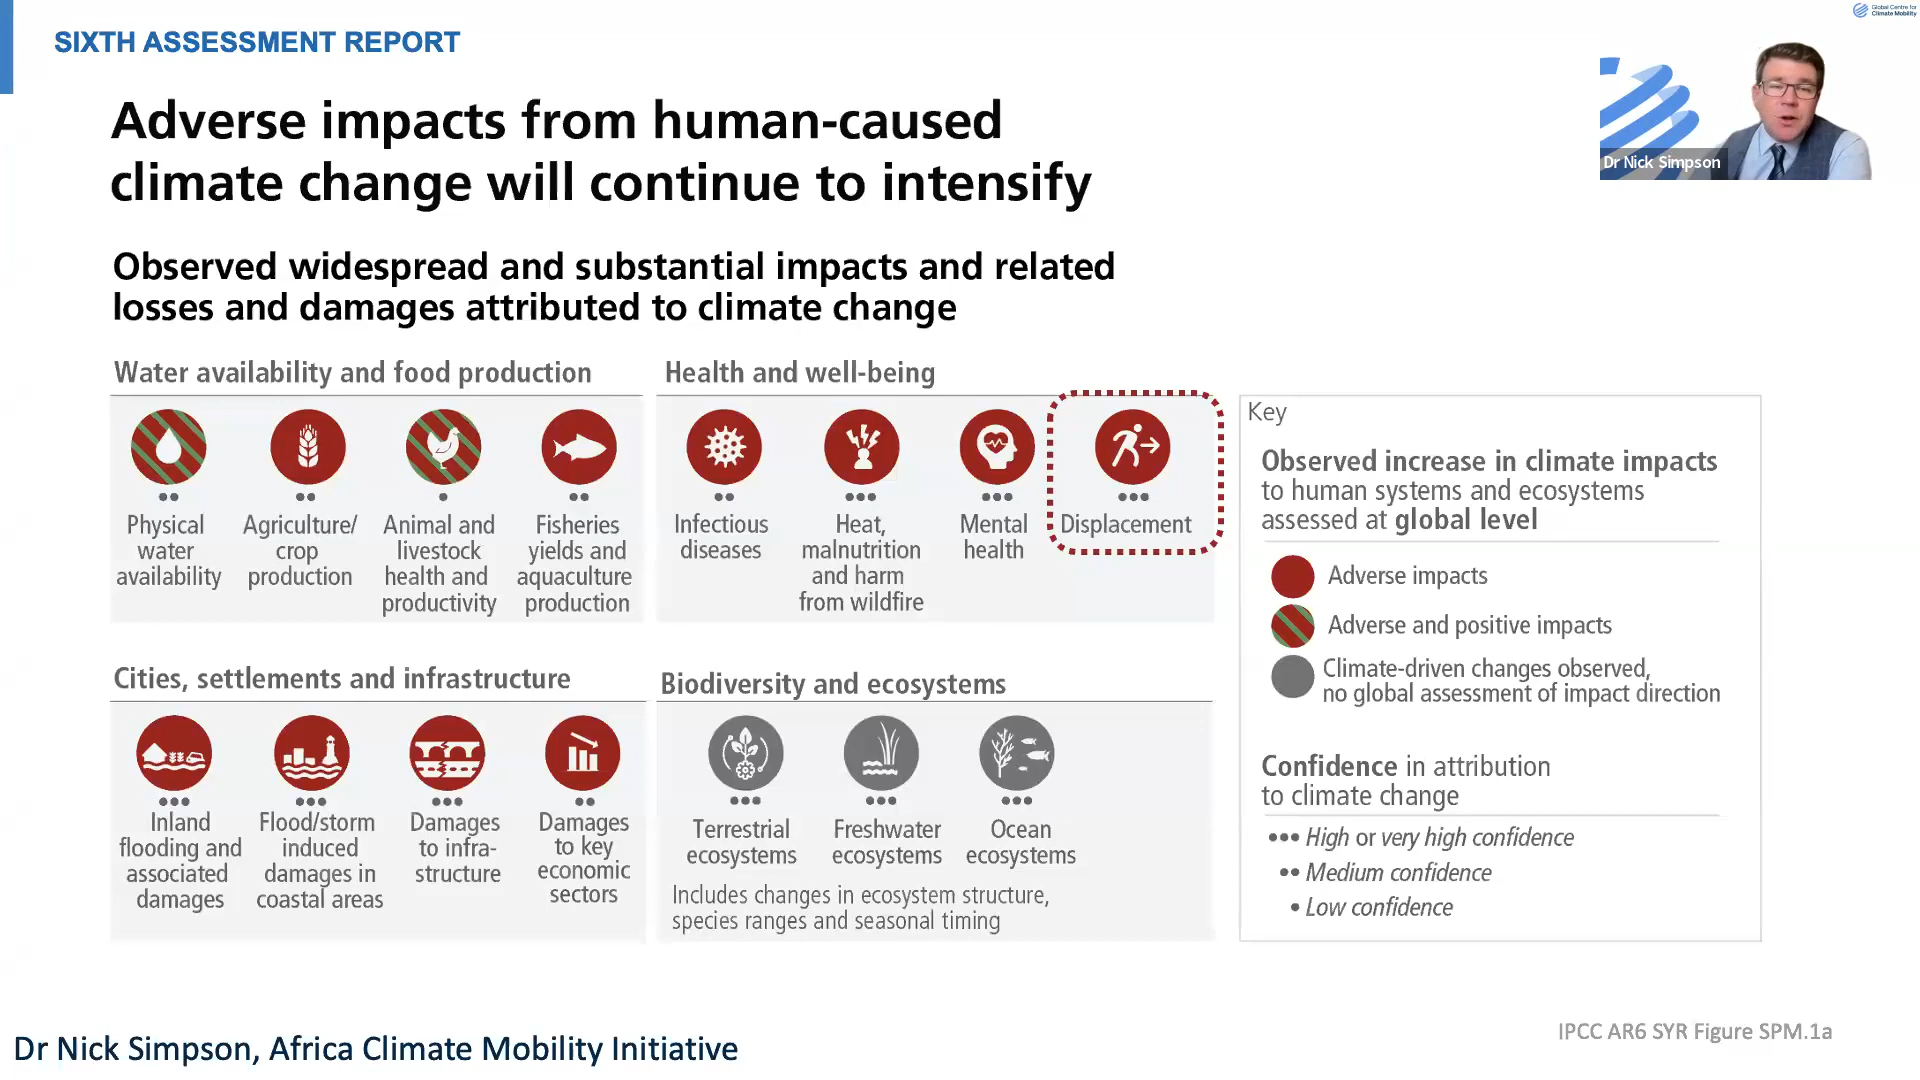 Global Centre for
Climate Mobility
SIXTH ASSESSMENT REPORT
Dr Nick Simpson
Adverse impacts from human-caused
climate change will continue to intensify
Observed widespread and substantial impacts and related
losses and damages attributed to climate change
Water availability and food production
Physical
water
availability
Agriculture/
crop
production
Animal and
livestock
health and
productivity
Fisheries
yields and
aquaculture
production
Health and well-being
Infectious
diseases
Heat,
malnutrition
and harm
from wildfire
Mental
health
Displacement
Cities, settlements and infrastructure
Inland
flooding and
associated
damages
Flood/storm
induced
damages in
coastal areas
Damages
to infra-
structure
Damages
to key
economic
sectors
Biodiversity and ecosystems
Terrestrial
ecosystems
Freshwater
ecosystems
Ocean
ecosystems
Includes changes in ecosystem structure,
species ranges and seasonal timing
Key
Observed increase in climate impacts
to human systems and ecosystems
assessed at global level
Adverse impacts
Adverse and positive impacts
Climate-driven changes observed,
no global assessment of impact direction
Confidence in attribution
to climate change
••• High or very high confidence
•• Medium confidence
• Low confidence
IPCC AR6 SYR Figure SPM.1a
Dr Nick Simpson, Africa Climate Mobility Initiative